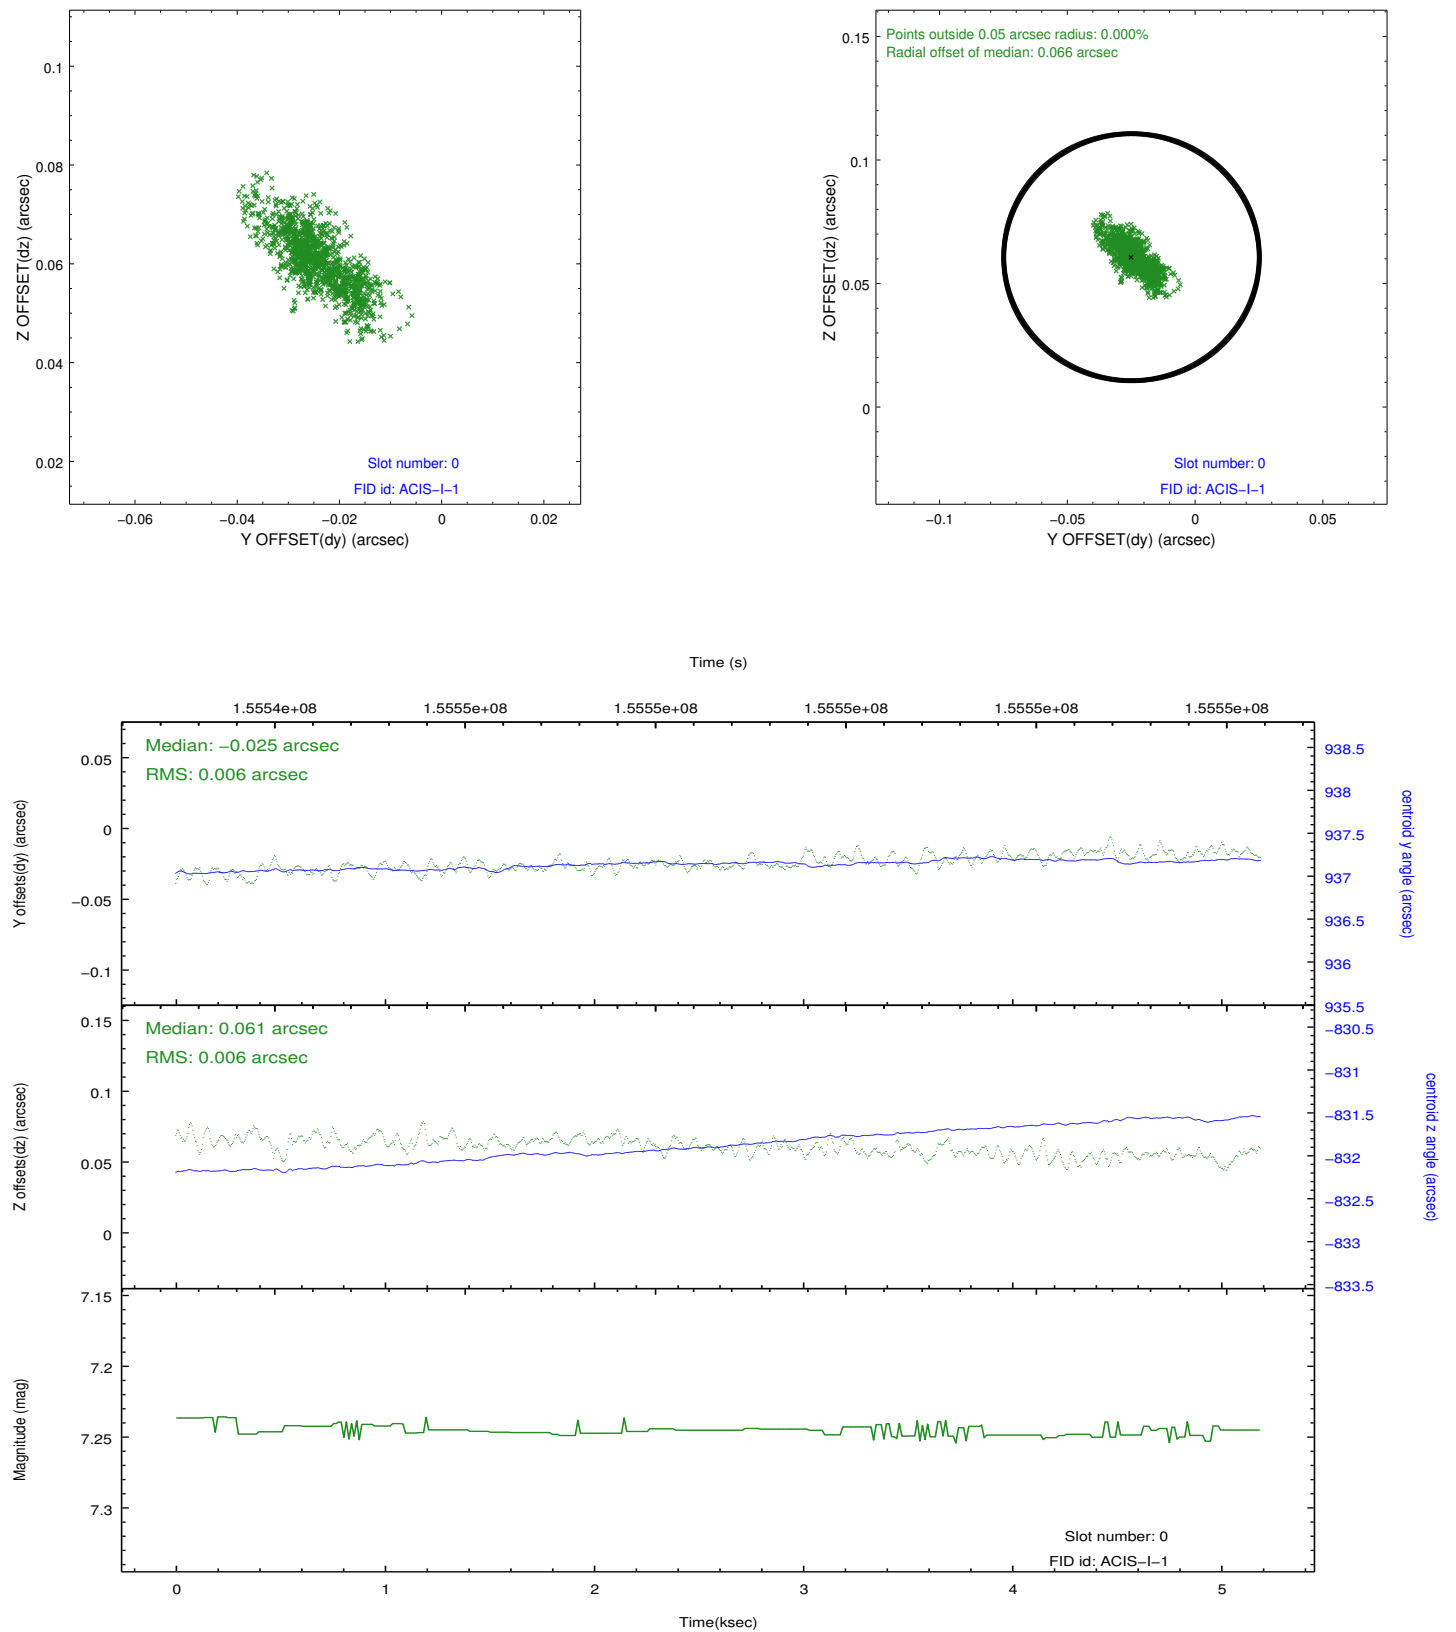 0.1
0.08
0.06
0.04
0.02
Z OFFSET(dz) (arcsec)
Slot number: 0
FID id: ACIS−I−1
−0.06 −0.04 −0.02 0 0.02
Y OFFSET(dy) (arcsec)
Points outside 0.05 arcsec radius: 0.000%
Radial offset of median: 0.066 arcsec
0.15
0.1
0.05
0
Z OFFSET(dz) (arcsec)
Slot number: 0
FID id: ACIS−I−1
−0.1 −0.05 0 0.05
Y OFFSET(dy) (arcsec)
Time (s)
1.5554e+08 1.5555e+08 1.5555e+08 1.5555e+08 1.5555e+08 1.5555e+08
Median: −0.025 arcsec
RMS: 0.006 arcsec
0.05
0
−0.05
−0.1
Y offsets(dy) (arcsec)
938.5
938
937.5
937
936.5
936
935.5
centroid y angle (arcsec)
Median: 0.061 arcsec
RMS: 0.006 arcsec
0.15
0.1
0.05
0
Z offsets(dz) (arcsec)
−830.5
−831
−831.5
−832
−832.5
−833
−833.5
centroid z angle (arcsec)
7.15
7.2
7.25
7.3
Magnitude (mag)
Slot number: 0
FID id: ACIS−I−1
0 1 2 3 4 5
Time(ksec)